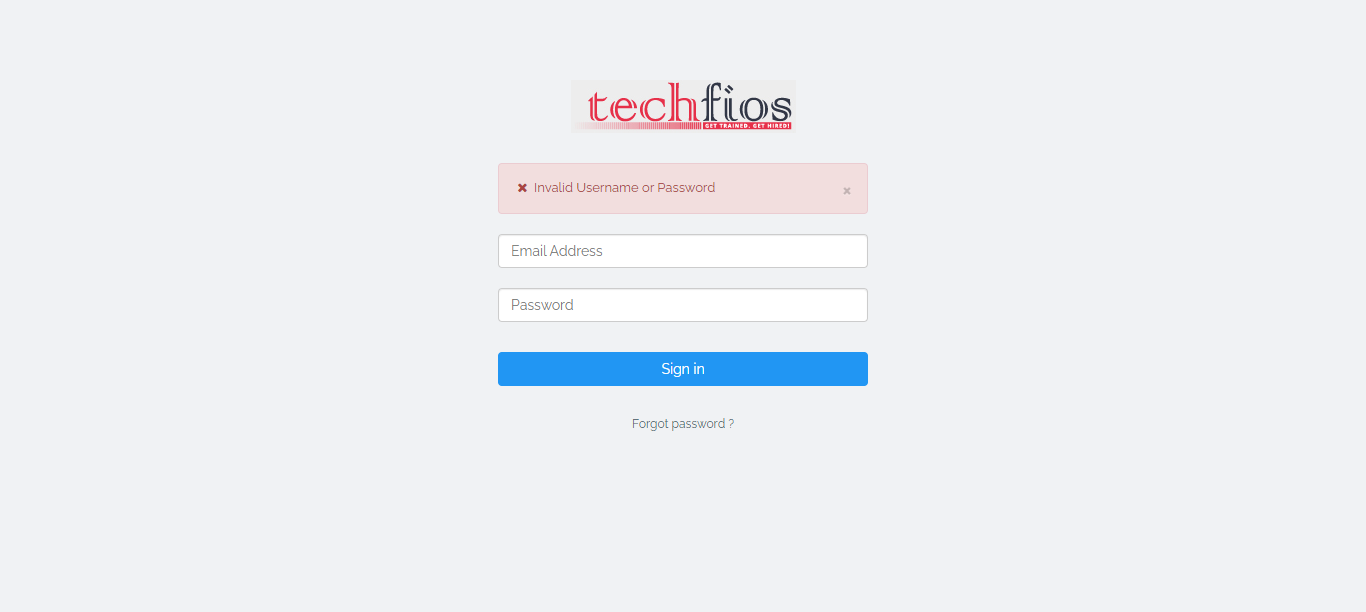 techfios
GET TRAINED. GET HIRED!
✖ Invalid Username or Password ×
Email Address
Password
Sign in
Forgot password ?